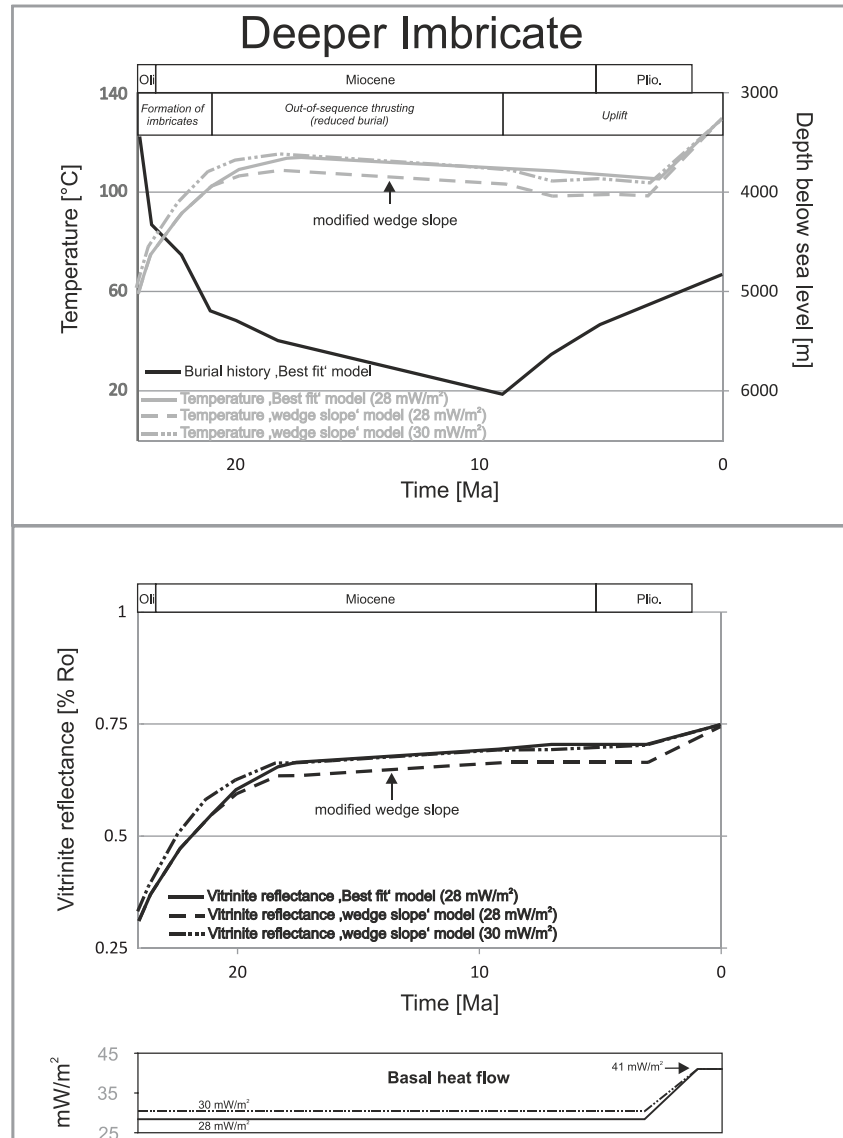 Deeper Imbricate
Oli
Miocene
Plio.
140
Formation of
imbricates
Out-of-sequence thrusting
(reduced burial)
Uplift
3000
100
4000
modified wedge slope
60
5000
20
6000
Temperature [°C]
Depth below sea level [m]
Burial history ‚Best fit‘ model
Temperature ‚Best fit‘ model (28 mW/m²)
Temperature ‚wedge slope‘ model (28 mW/m²)
Temperature ‚wedge slope‘ model (30 mW/m²)
20
10
0
Time [Ma]
Oli
Miocene
Plio.
1
0.75
0.5
0.25
Vitrinite reflectance [% Ro]
modified wedge slope
Vitrinite reflectance ‚Best fit‘ model (28 mW/m²)
Vitrinite reflectance ‚wedge slope‘ model (28 mW/m²)
Vitrinite reflectance ‚wedge slope‘ model (30 mW/m²)
20
10
0
Time [Ma]
mW/m²
45
35
25
Basal heat flow
41 mW/m²
30 mW/m²
28 mW/m²